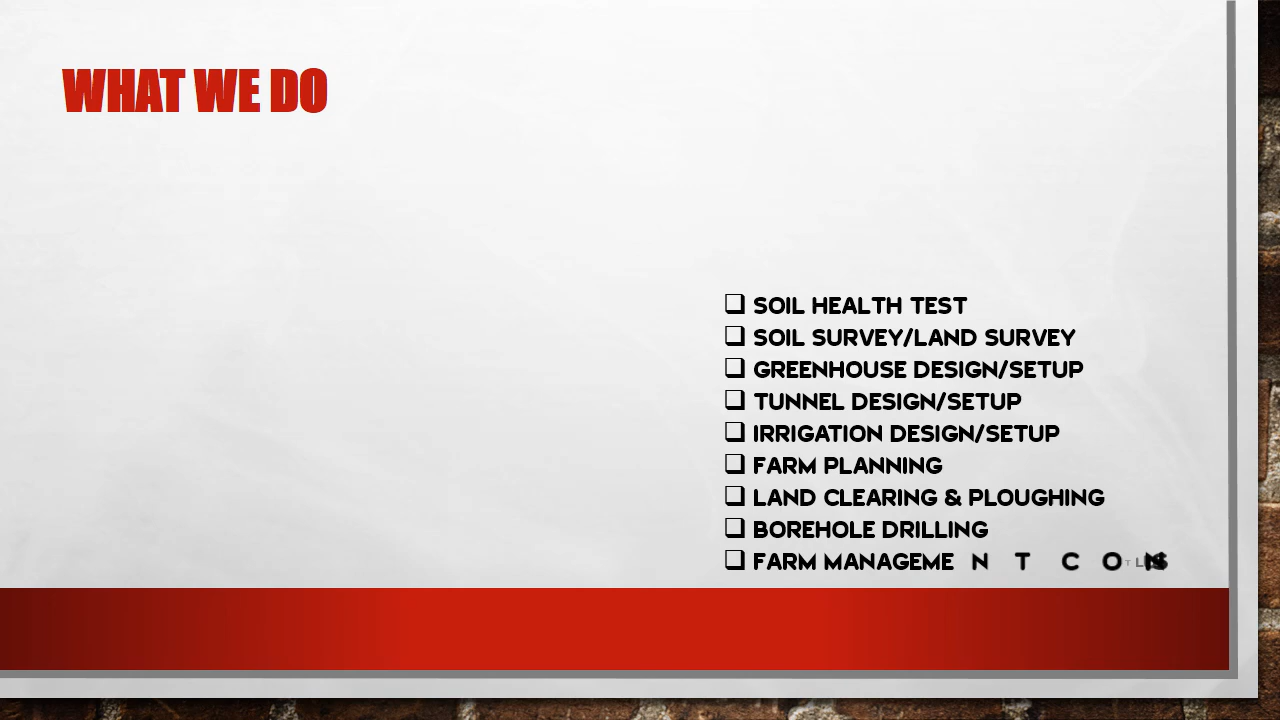 WHAT WE DO
❑ SOIL HEALTH TEST
❑ SOIL SURVEY/LAND SURVEY
❑ GREENHOUSE DESIGN/SETUP
❑ TUNNEL DESIGN/SETUP
❑ IRRIGATION DESIGN/SETUP
❑ FARM PLANNING
❑ LAND CLEARING & PLOUGHING
❑ BOREHOLE DRILLING
❑ FARM MANAGEMENT